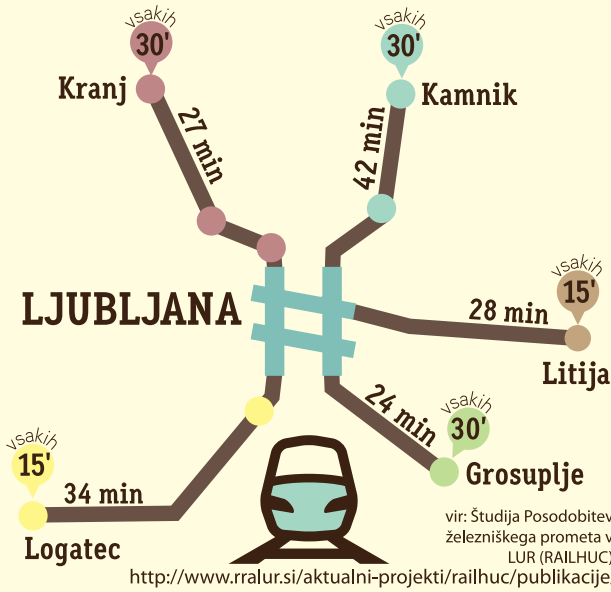 vsakih
30'
Kranj
27 min
vsakih
30'
Kamnik
42 min
LJUBLJANA
vsakih
15'
28 min
Litija
24 min
vsakih
30'
Grosuplje
vsakih
15'
34 min
Logatec
vir: Študija Posodobitev
železniškega prometa v
LUR (RAILHUC)
http://www.rralur.si/aktualni-projekti/railhuc/publikacije